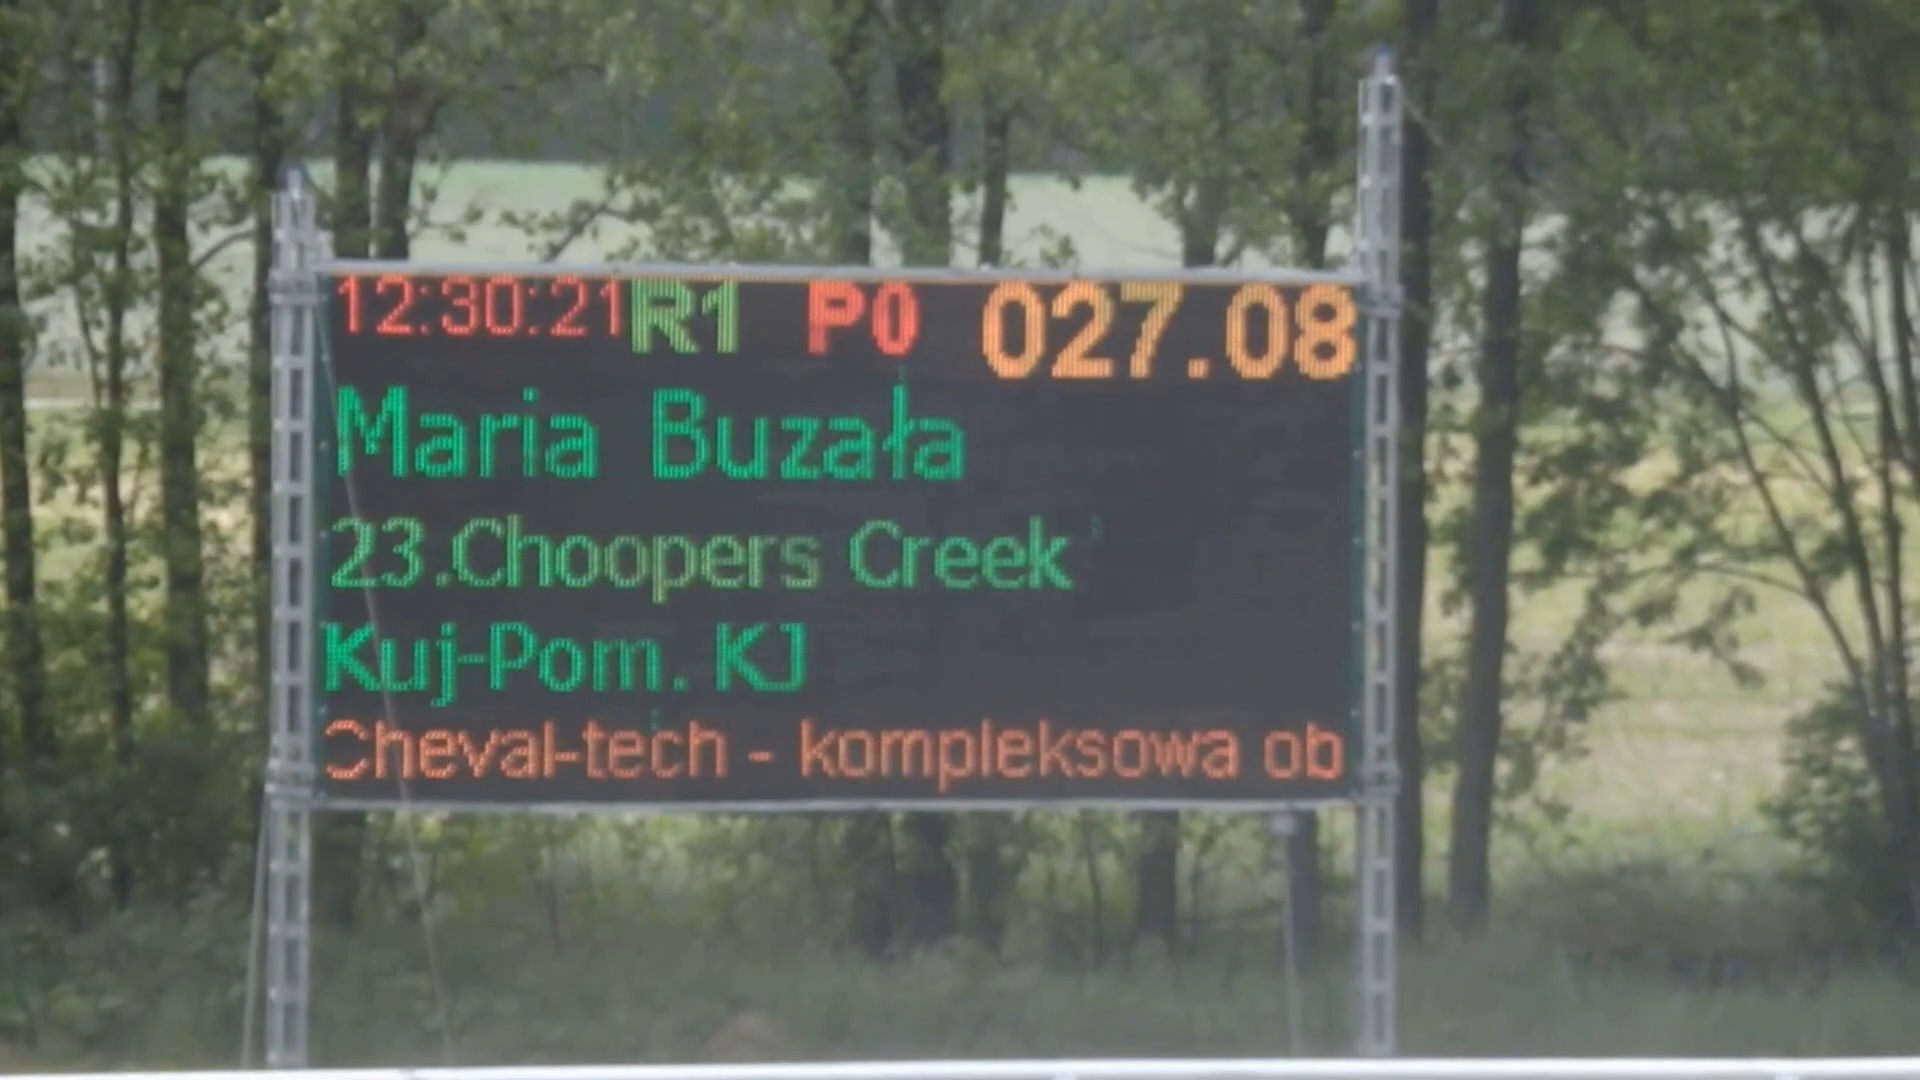 12:30:21 R1 P0 027.08
Maria Buzała
23.Choopers Creek
Kuj-Pom. KJ
Cheval-tech - kompleksowa ob